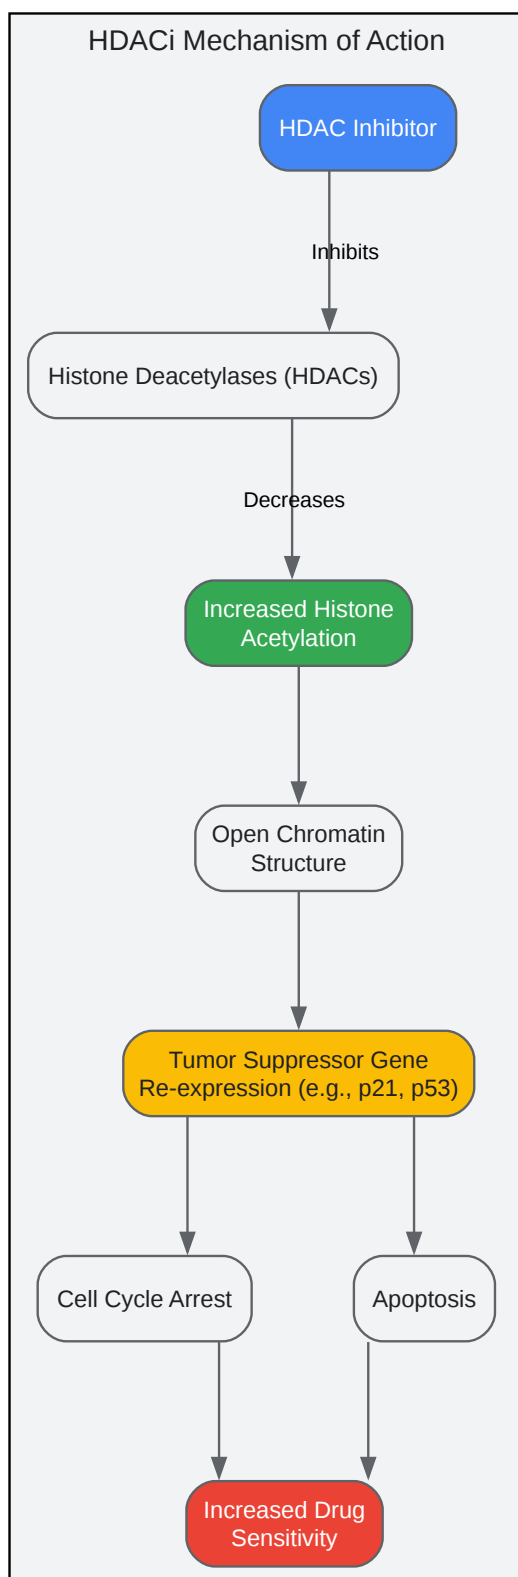 HDACi Mechanism of Action
HDAC Inhibitor
Inhibits
Histone Deacetylases (HDACs)
Decreases
Increased Histone
Acetylation
Open Chromatin
Structure
Tumor Suppressor Gene
Re-expression (e.g., p21, p53)
Cell Cycle Arrest
Apoptosis
Increased Drug
Sensitivity